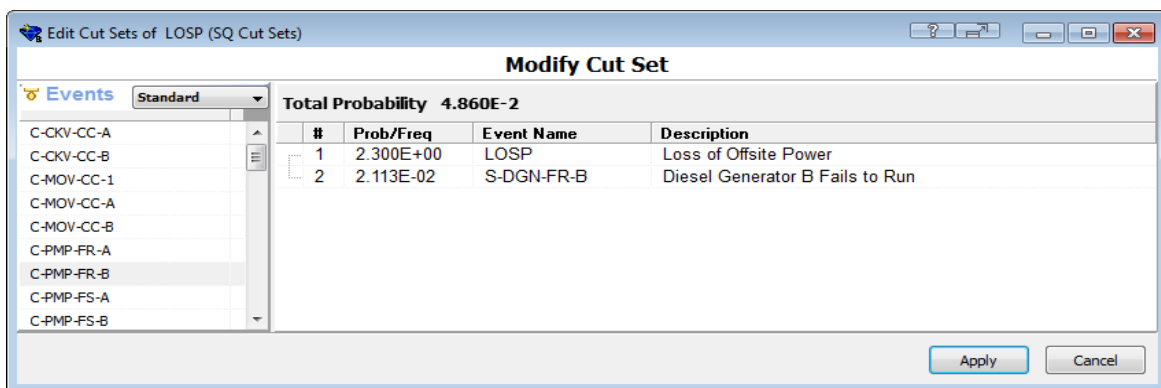 Edit Cut Sets of LOSP (SQ Cut Sets)
Modify Cut Set
Events Standard
Total Probability 4.860E-2
# Prob/Freq Event Name Description
1 2.300E+00 LOSP Loss of Offsite Power
2 2.113E-02 S-DGN-FR-B Diesel Generator B Fails to Run
C-CKV-CC-A
C-CKV-CC-B
C-MOV-CC-1
C-MOV-CC-A
C-MOV-CC-B
C-PMP-FR-A
C-PMP-FR-B
C-PMP-FS-A
C-PMP-FS-B
Apply Cancel